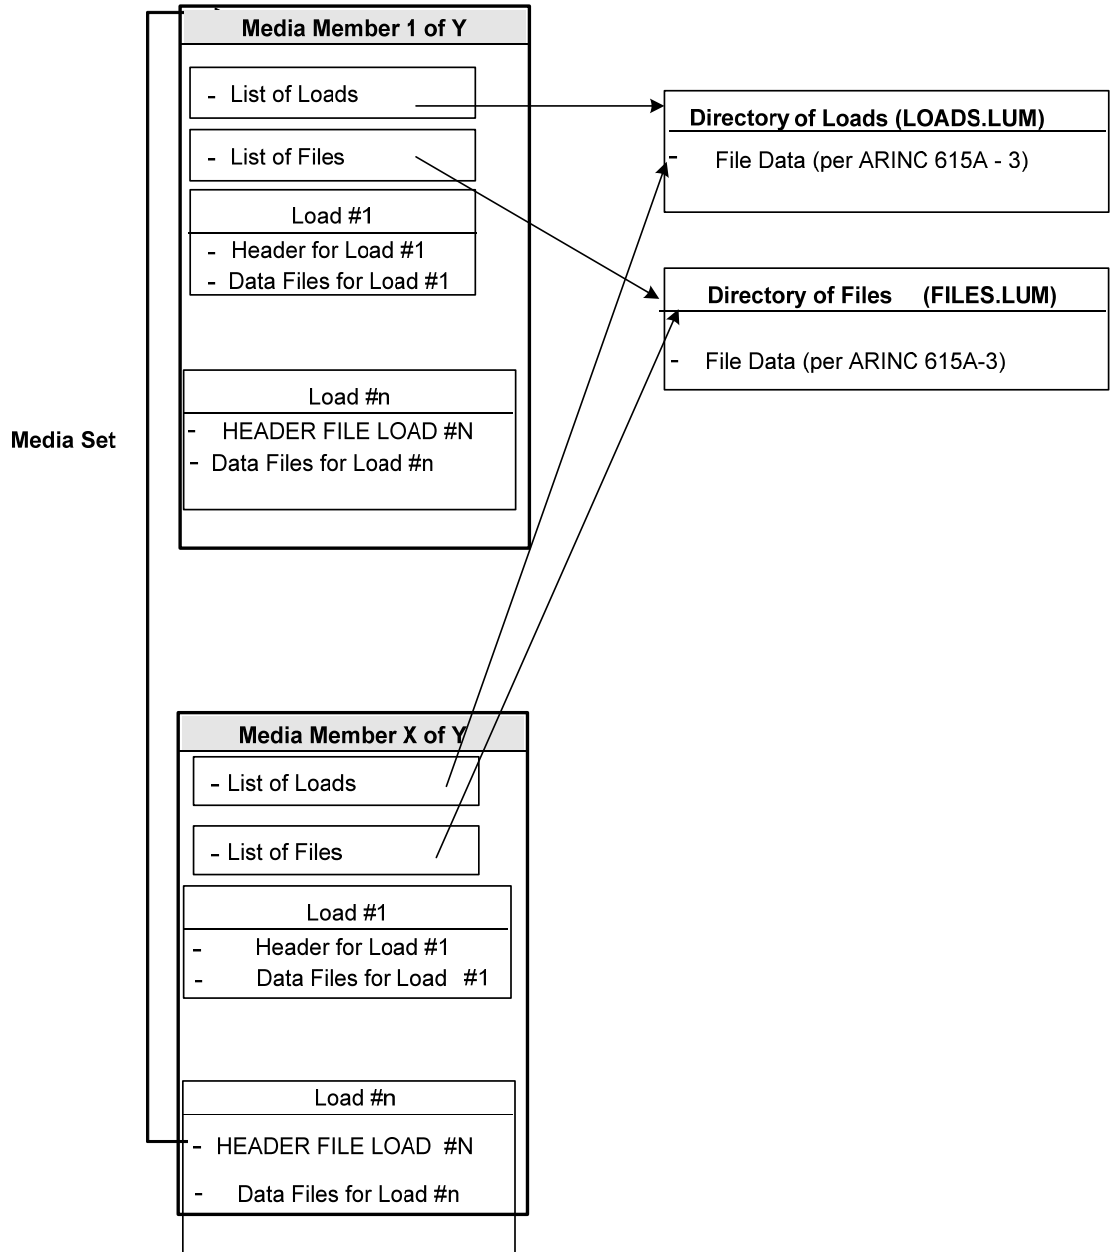 Media Set
Media Member 1 of Y
- List of Loads
- List of Files
Load #1
- Header for Load #1
- Data Files for Load #1
Load #n
- HEADER FILE LOAD #N
- Data Files for Load #n
Directory of Loads (LOADS.LUM)
- File Data (per ARINC 615A - 3)
Directory of Files (FILES.LUM)
- File Data (per ARINC 615A-3)
Media Member X of Y
- List of Loads
- List of Files
Load #1
- Header for Load #1
- Data Files for Load #1
Load #n
- HEADER FILE LOAD #N
- Data Files for Load #n